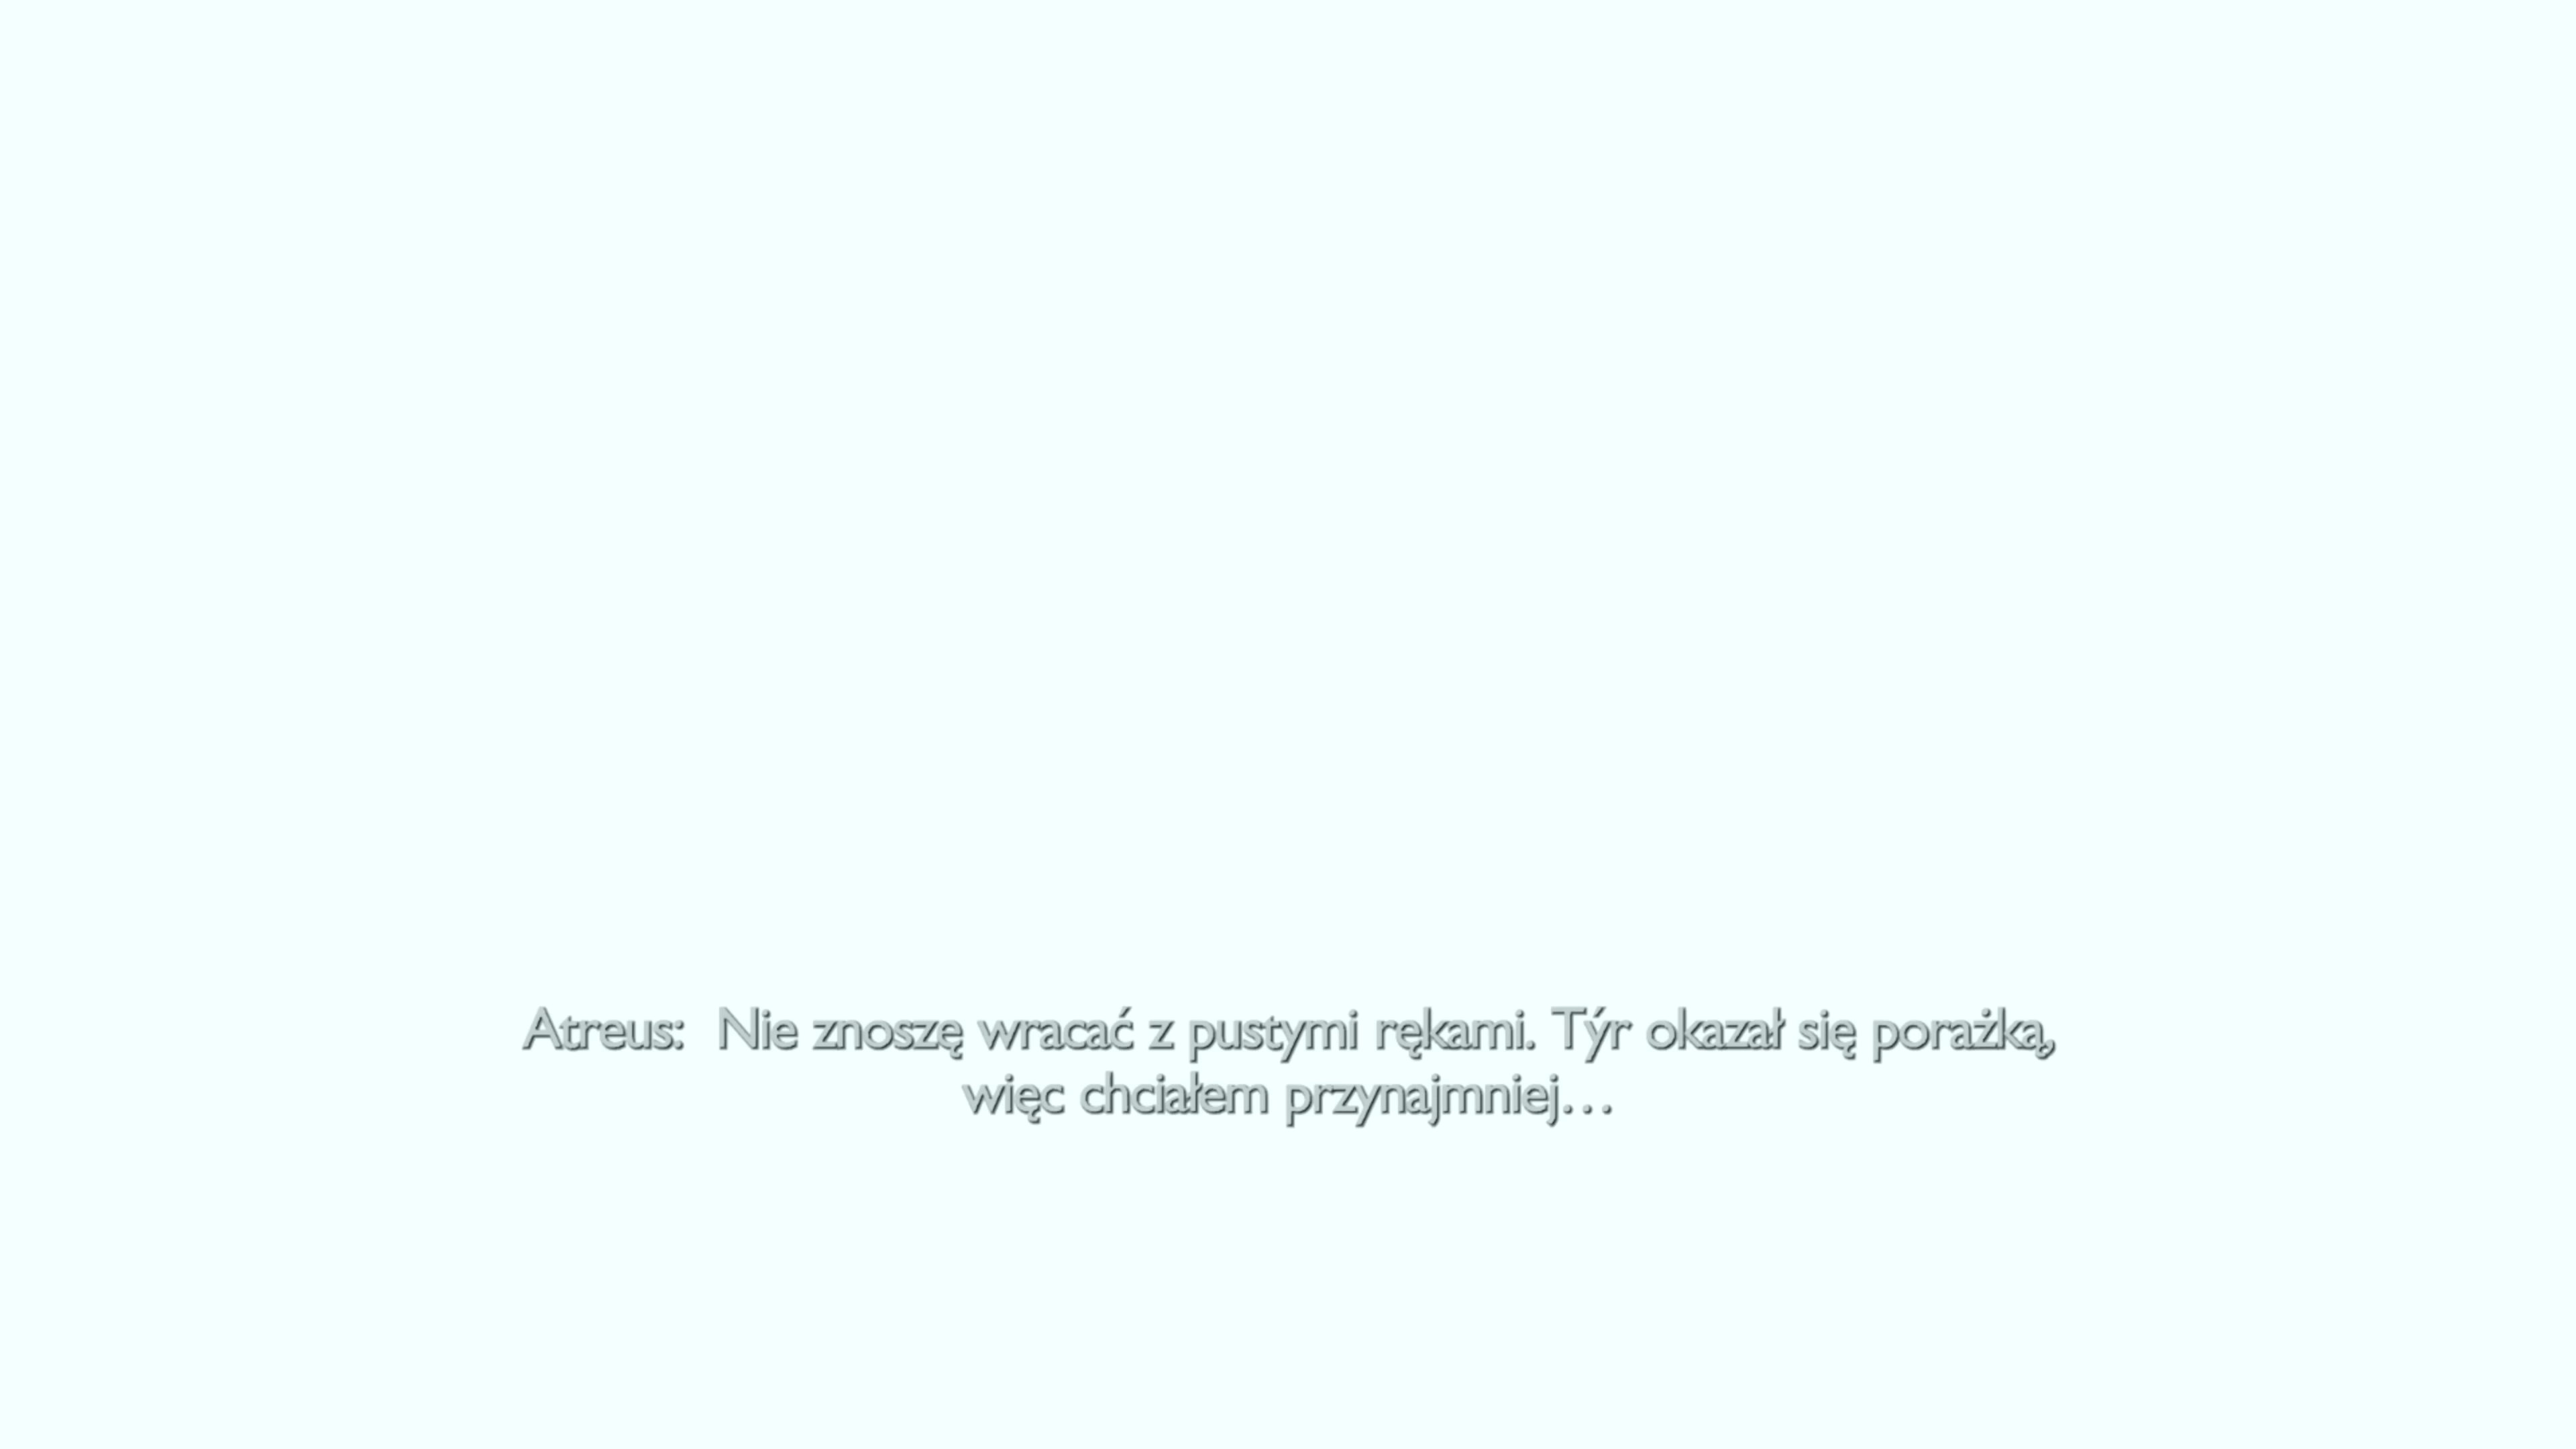 Atreus:  Nie znoszę wracać z pustymi rękami. Týr okazał się porażką,
więc chciałem przynajmniej…